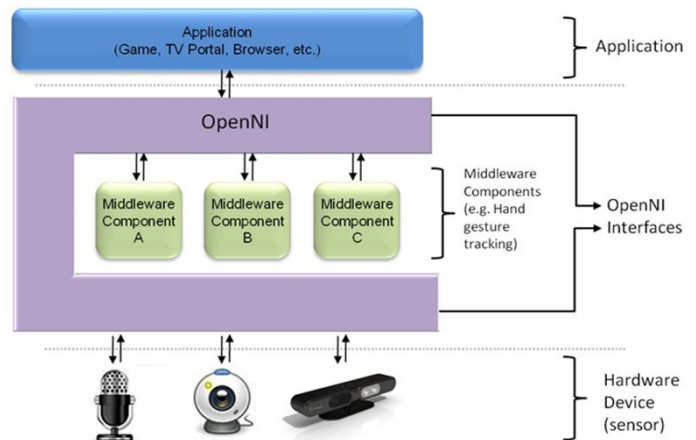 Application
(Game, TV Portal, Browser, etc.)
Application
OpenNI
Middleware
Component
A
Middleware
Component
B
Middleware
Component
C
Middleware
Components
(e.g. Hand
gesture
tracking)
OpenNI
Interfaces
Hardware
Device
(sensor)